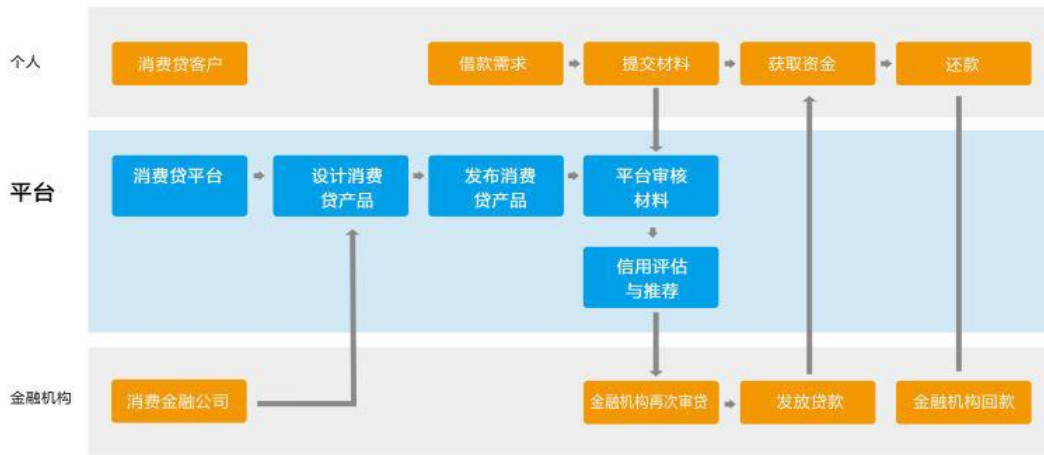 个人
消费贷客户
借款需求
提交材料
获取资金
还款
平台
消费贷平台
设计消费
贷产品
发布消费
贷产品
平台审核
材料
信用评估
与推荐
金融机构
消费金融公司
金融机构再次审贷
发放贷款
金融机构回款